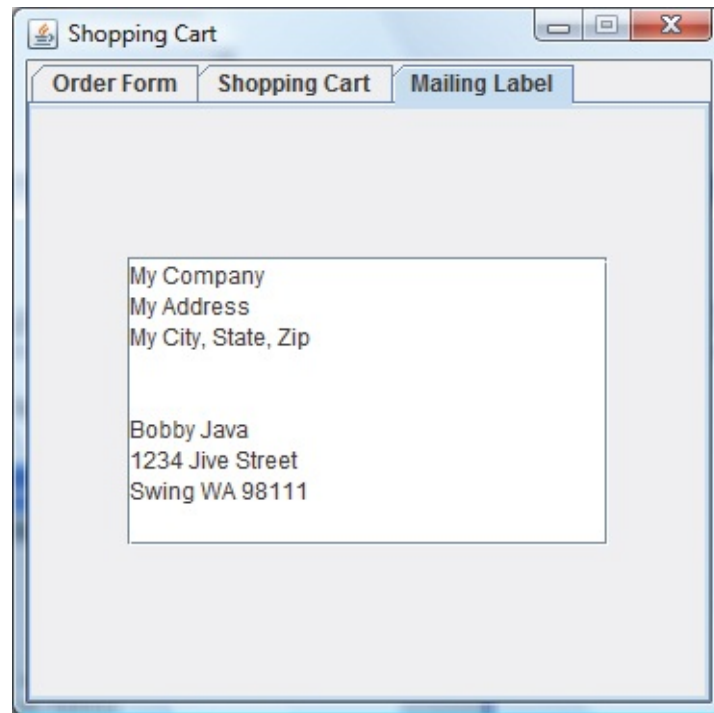 Shopping Cart
Order Form Shopping Cart Mailing Label
My Company
My Address
My City, State, Zip
Bobby Java
1234 Jive Street
Swing WA 98111